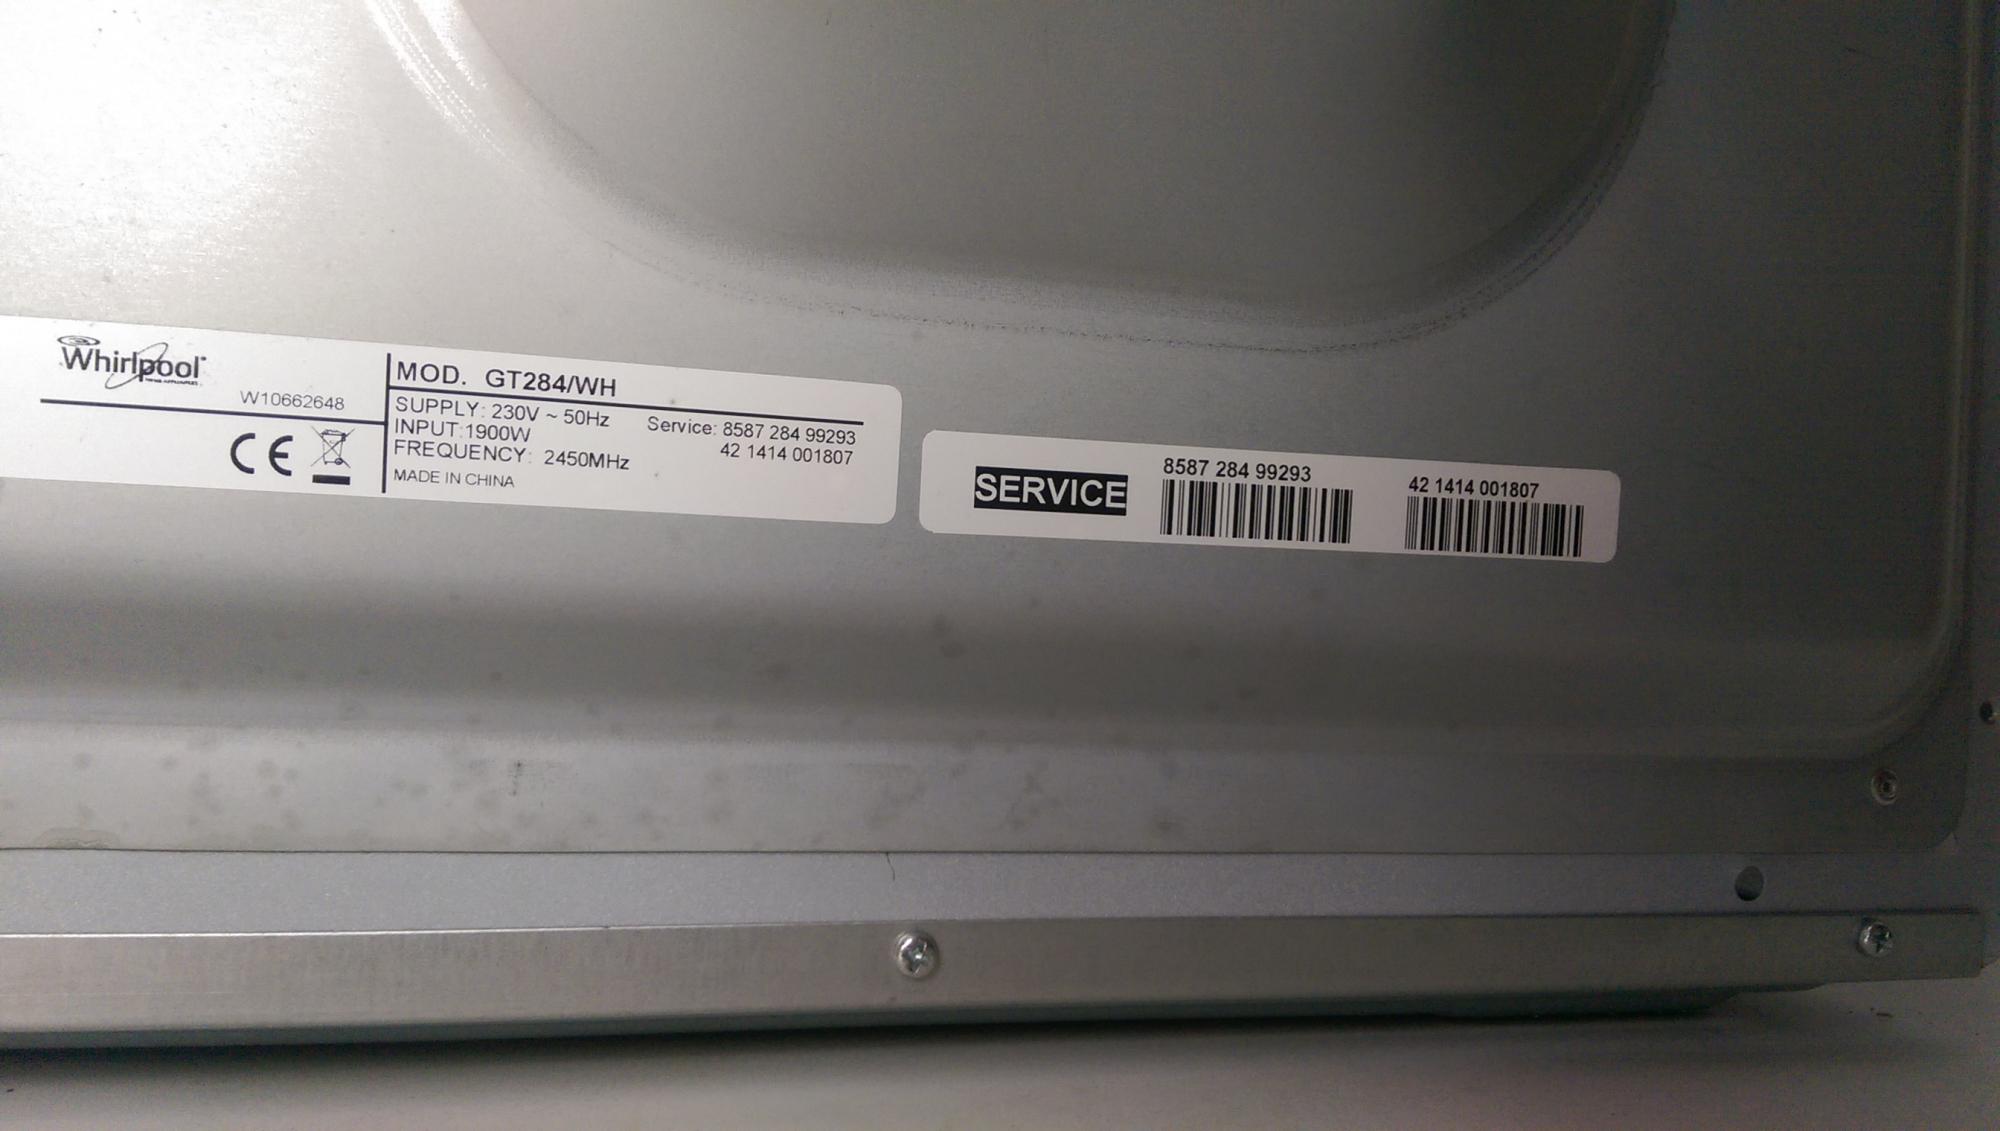 Whirlpool
W10662648
CE
MOD. GT284/WH
SUPPLY: 230V ~ 50Hz
INPUT:1900W
FREQUENCY: 2450MHz
MADE IN CHINA
Service: 8587 284 99293
42 1414 001807
SERVICE
8587 284 99293
42 1414 001807